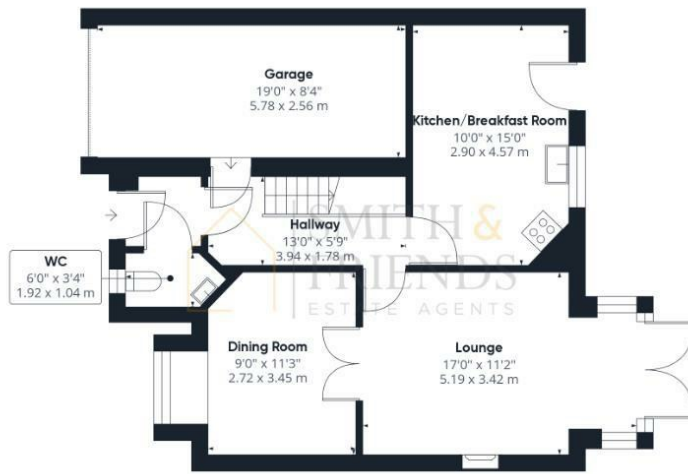 Garage
19'0" x 8'4"
5.78 x 2.56 m
Kitchen/Breakfast Room
10'0" x 15'0"
2.90 x 4.57 m
Hallway
13'0" x 5'9"
3.94 x 1.78 m
SMITH &
FRIENDS
ESTATE AGENTS
WC
6'0" x 3'4"
1.92 x 1.04 m
Dining Room
9'0" x 11'3"
2.72 x 3.45 m
Lounge
17'0" x 11'2"
5.19 x 3.42 m